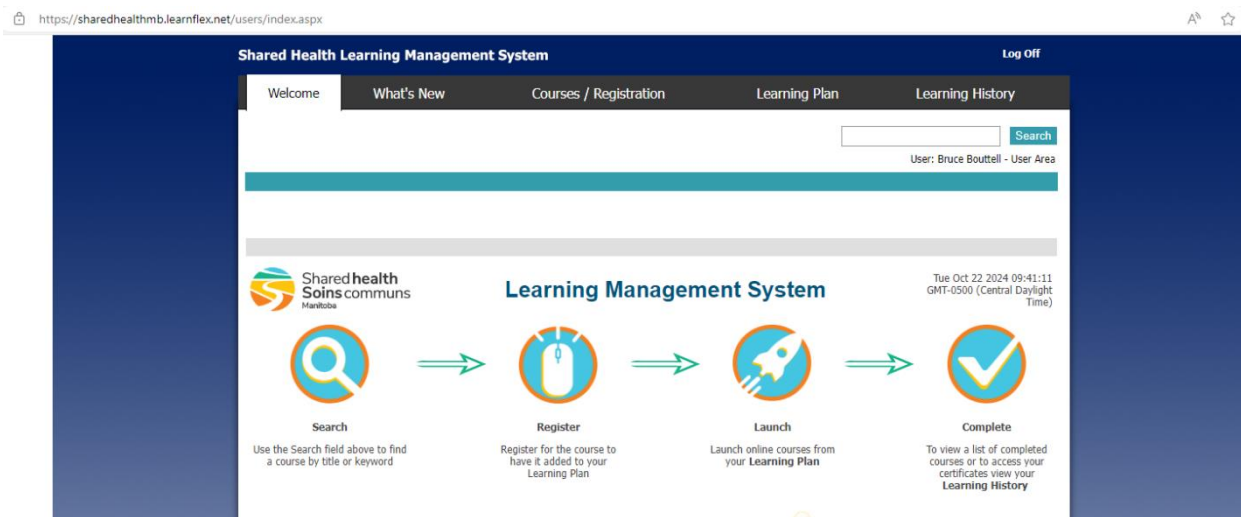 https://sharedhealthmb.learnflex.net/users/index.aspx
Shared Health Learning Management System
Log Off
Welcome
What's New
Courses / Registration
Learning Plan
Learning History
Search
User: Bruce Bouttell - User Area
Shared health
Soins communs
Manitoba
Learning Management System
Tue Oct 22 2024 09:41:11
GMT-0500 (Central Daylight
Time)
Search
Use the Search field above to find
a course by title or keyword
Register
Register for the course to
have it added to your
Learning Plan
Launch
Launch online courses from
your Learning Plan
Complete
To view a list of completed
courses or to access your
certificates view your
Learning History